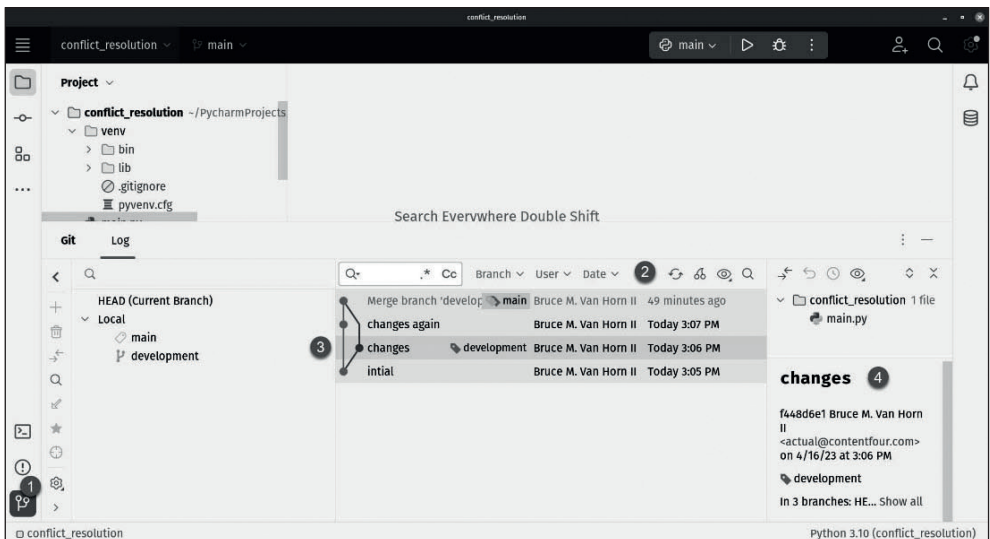 conflict_resolution
conflict_resolution
main
main
Project
conflict_resolution ~/PycharmProjects
venv
bin
lib
.gitignore
pyvenv.cfg
main.py
Search Everywhere Double Shift
Git Log
.* Cc Branch User Date 2
HEAD (Current Branch)
Local
main
development
Merge branch 'develop main Bruce M. Van Horn II 49 minutes ago
changes again Bruce M. Van Horn II Today 3:07 PM
3 changes development Bruce M. Van Horn II Today 3:06 PM
intial Bruce M. Van Horn II Today 3:05 PM
conflict_resolution 1 file
main.py
changes 4
f448d6e1 Bruce M. Van Horn
II
<actual@contentfour.com>
on 4/16/23 at 3:06 PM
development
In 3 branches: HE... Show all
1
conflict_resolution
Python 3.10 (conflict_resolution)